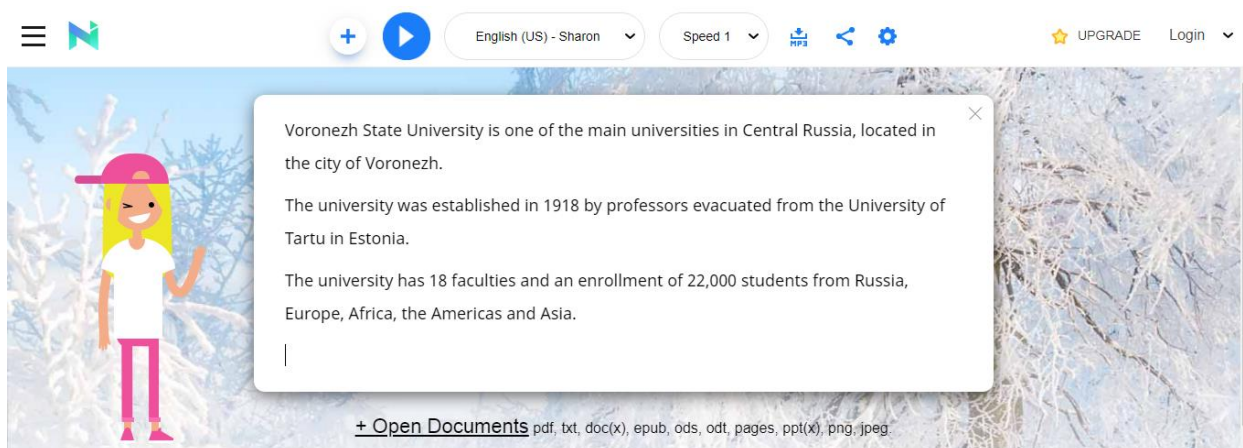 English (US) - Sharon
Speed 1
MP3
UPGRADE
Login
Voronezh State University is one of the main universities in Central Russia, located in
the city of Voronezh.
The university was established in 1918 by professors evacuated from the University of
Tartu in Estonia.
The university has 18 faculties and an enrollment of 22,000 students from Russia,
Europe, Africa, the Americas and Asia.
+ Open Documents pdf, txt, doc(x), epub, ods, odt, pages, ppt(x), png, jpeg.